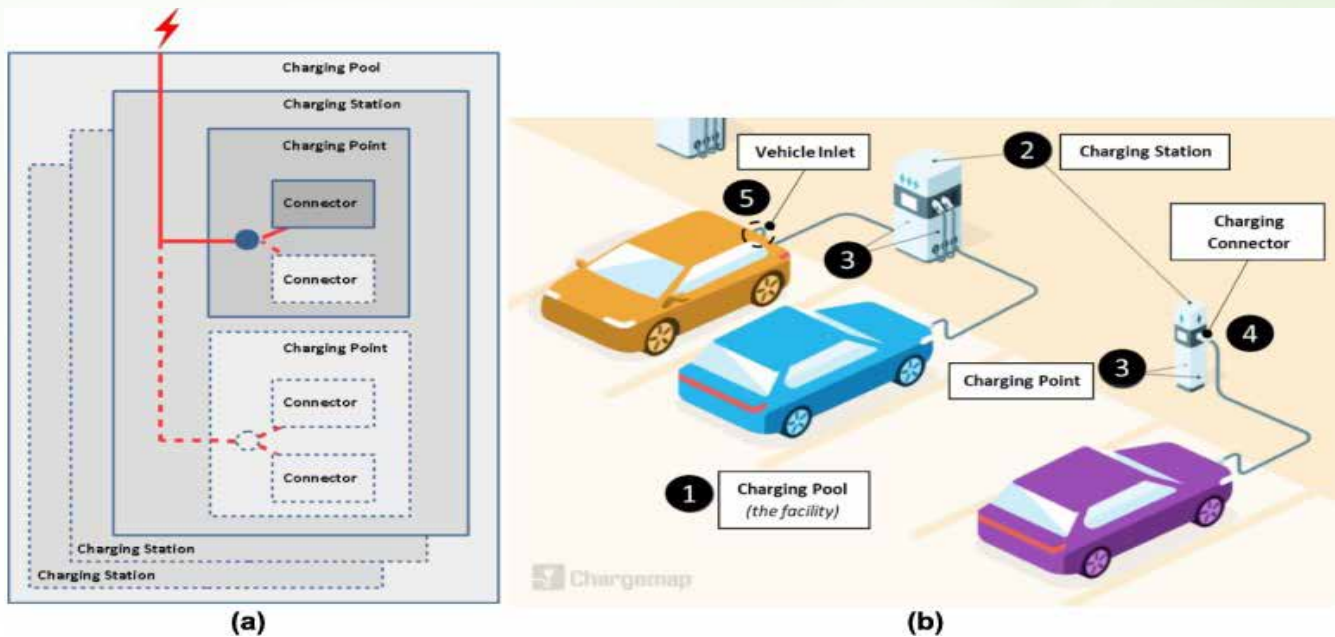 Charging Pool
Charging Station
Charging Point
Connector
Connector
Charging Point
Connector
Connector
Charging Station
Charging Station
(a)
Vehicle Inlet
2
Charging Station
5
Charging
Connector
3
4
Charging Point
3
1
Charging Pool
(the facility)
Chargemap
(b)